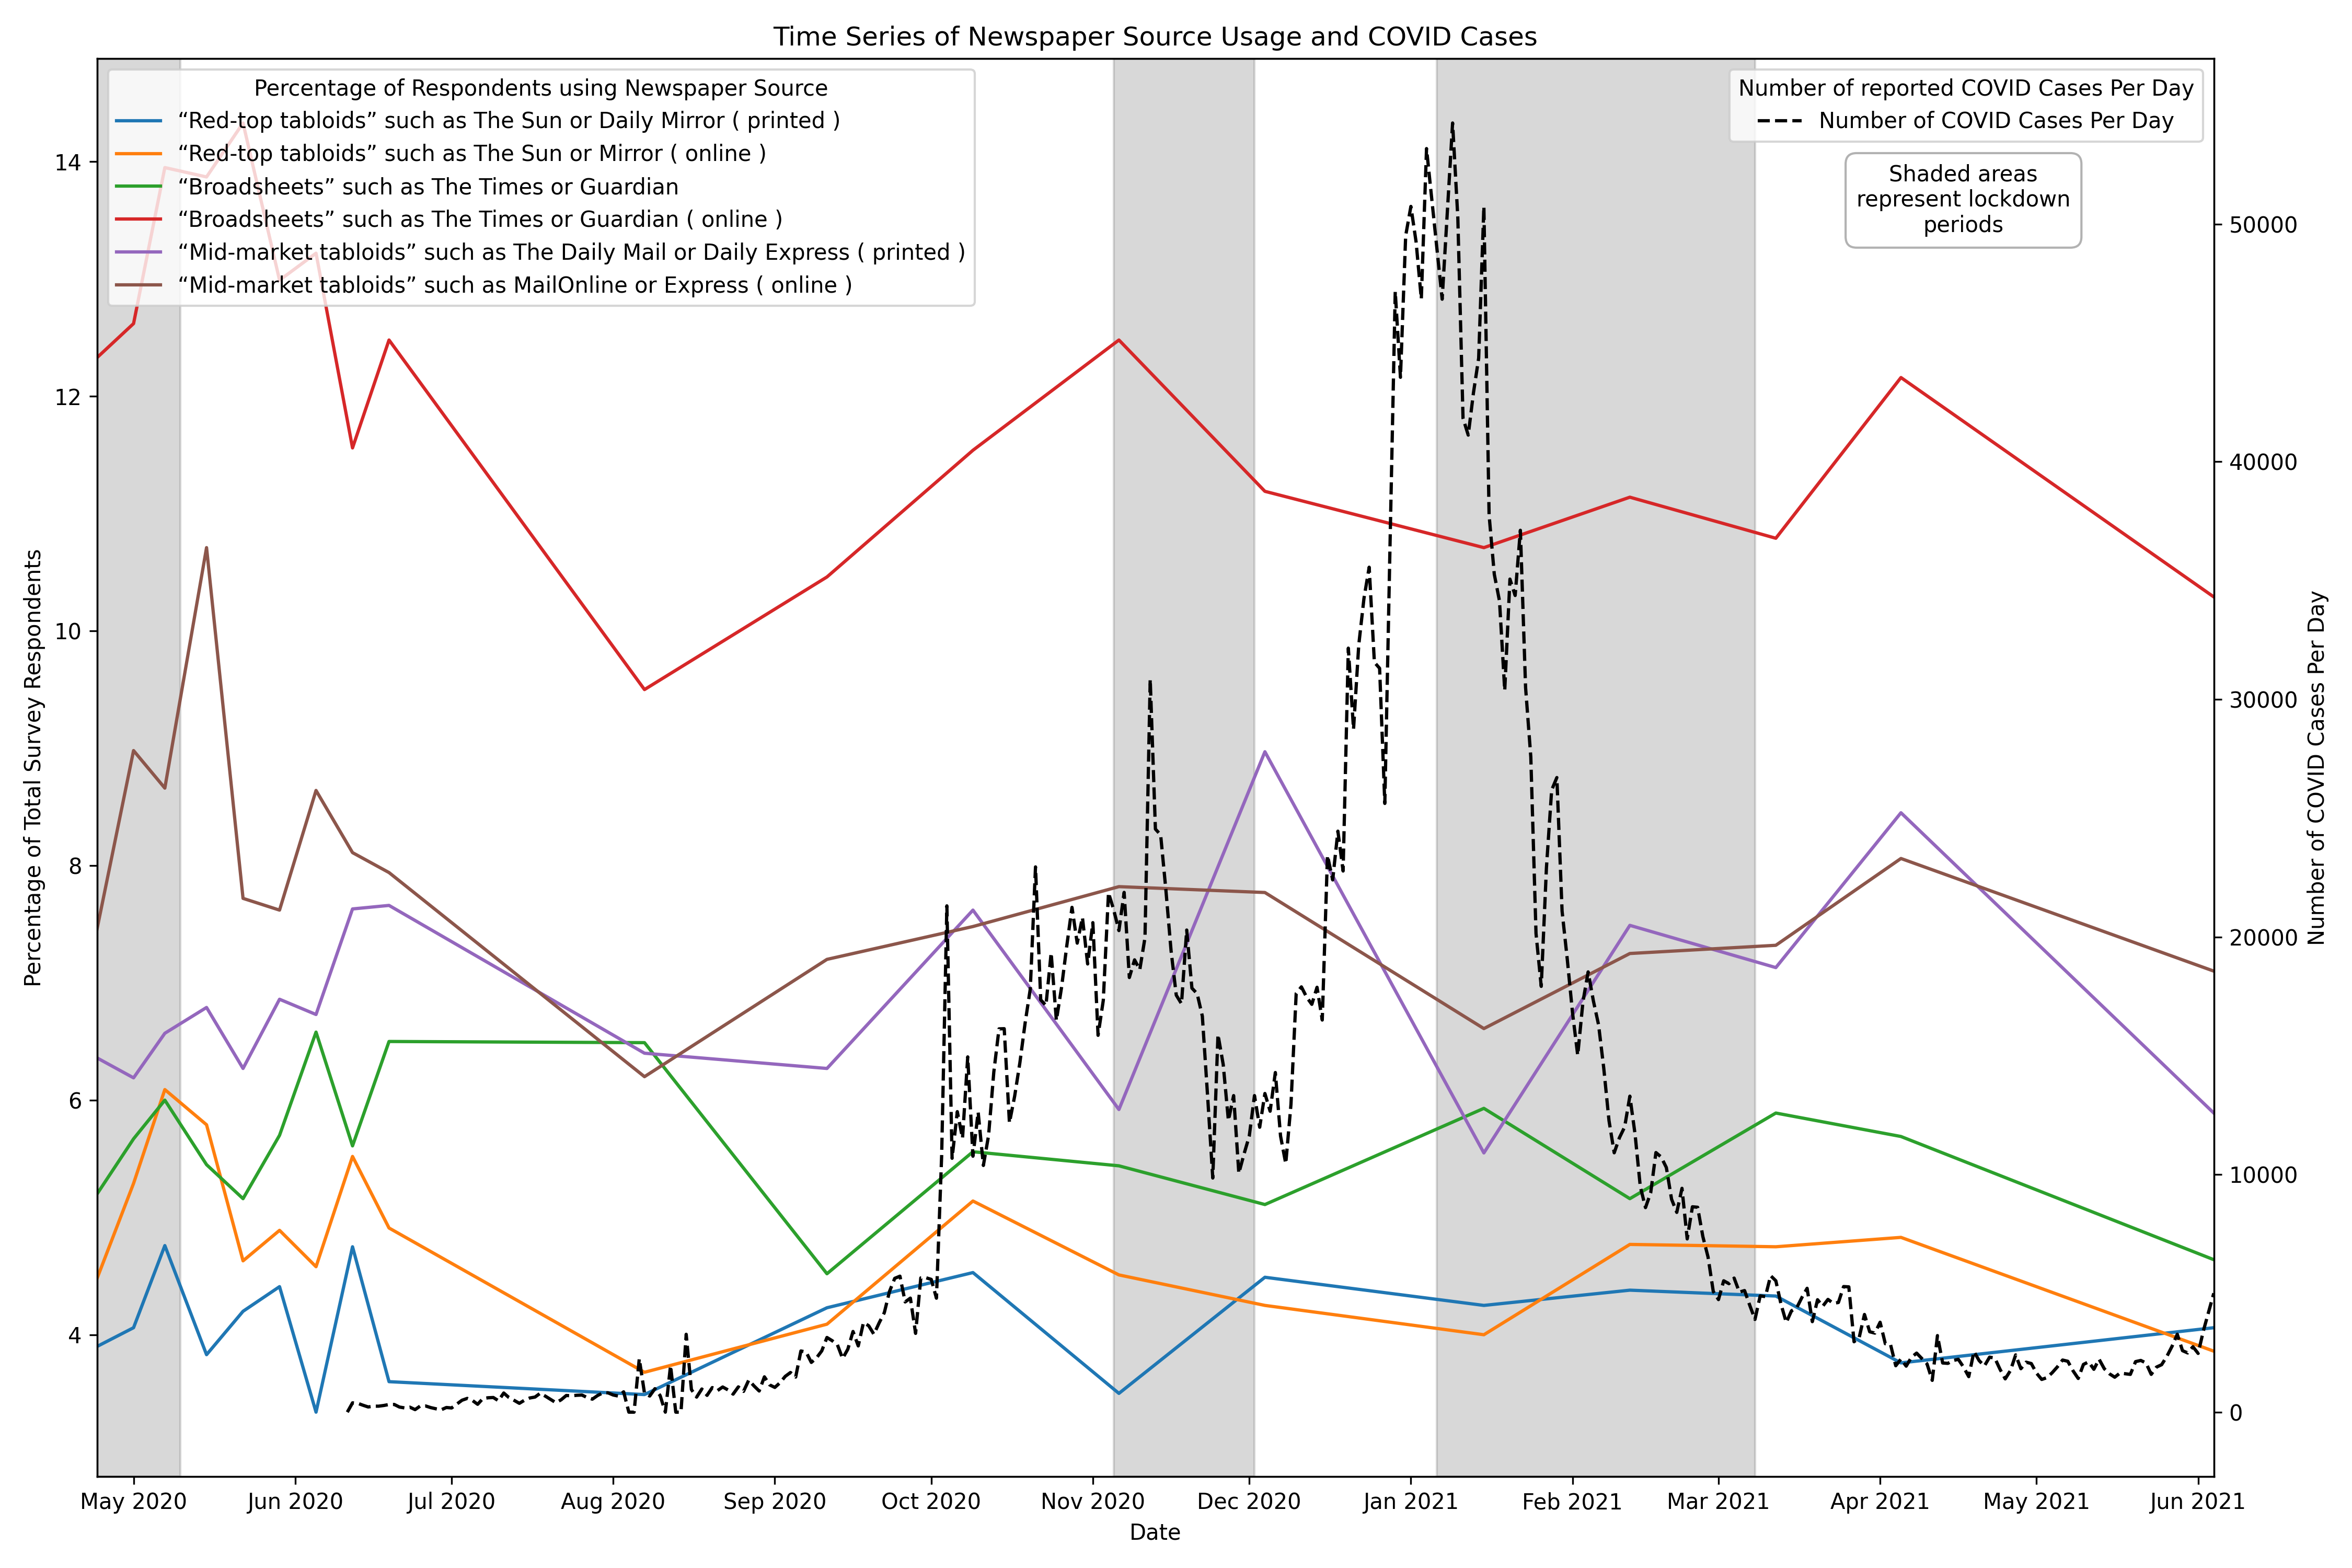 Time Series of Newspaper Source Usage and COVID Cases
Percentage of Respondents using Newspaper Source
“Red-top tabloids” such as The Sun or Daily Mirror ( printed )
“Red-top tabloids” such as The Sun or Mirror ( online )
“Broadsheets” such as The Times or Guardian
“Broadsheets” such as The Times or Guardian ( online )
“Mid-market tabloids” such as The Daily Mail or Daily Express ( printed )
“Mid-market tabloids” such as MailOnline or Express ( online )
Number of reported COVID Cases Per Day
Number of COVID Cases Per Day
Shaded areas
represent lockdown
periods
Percentage of Total Survey Respondents
14
12
10
8
6
4
50000
40000
30000
20000
10000
0
Number of COVID Cases Per Day
May 2020 Jun 2020 Jul 2020 Aug 2020 Sep 2020 Oct 2020 Nov 2020 Dec 2020 Jan 2021 Feb 2021 Mar 2021 Apr 2021 May 2021 Jun 2021
Date